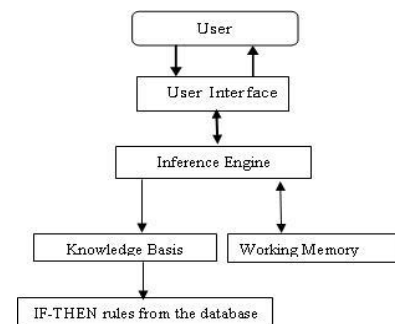 User
User Interface
Inference Engine
Knowledge Basis
Working Memory
IF-THEN rules from the database